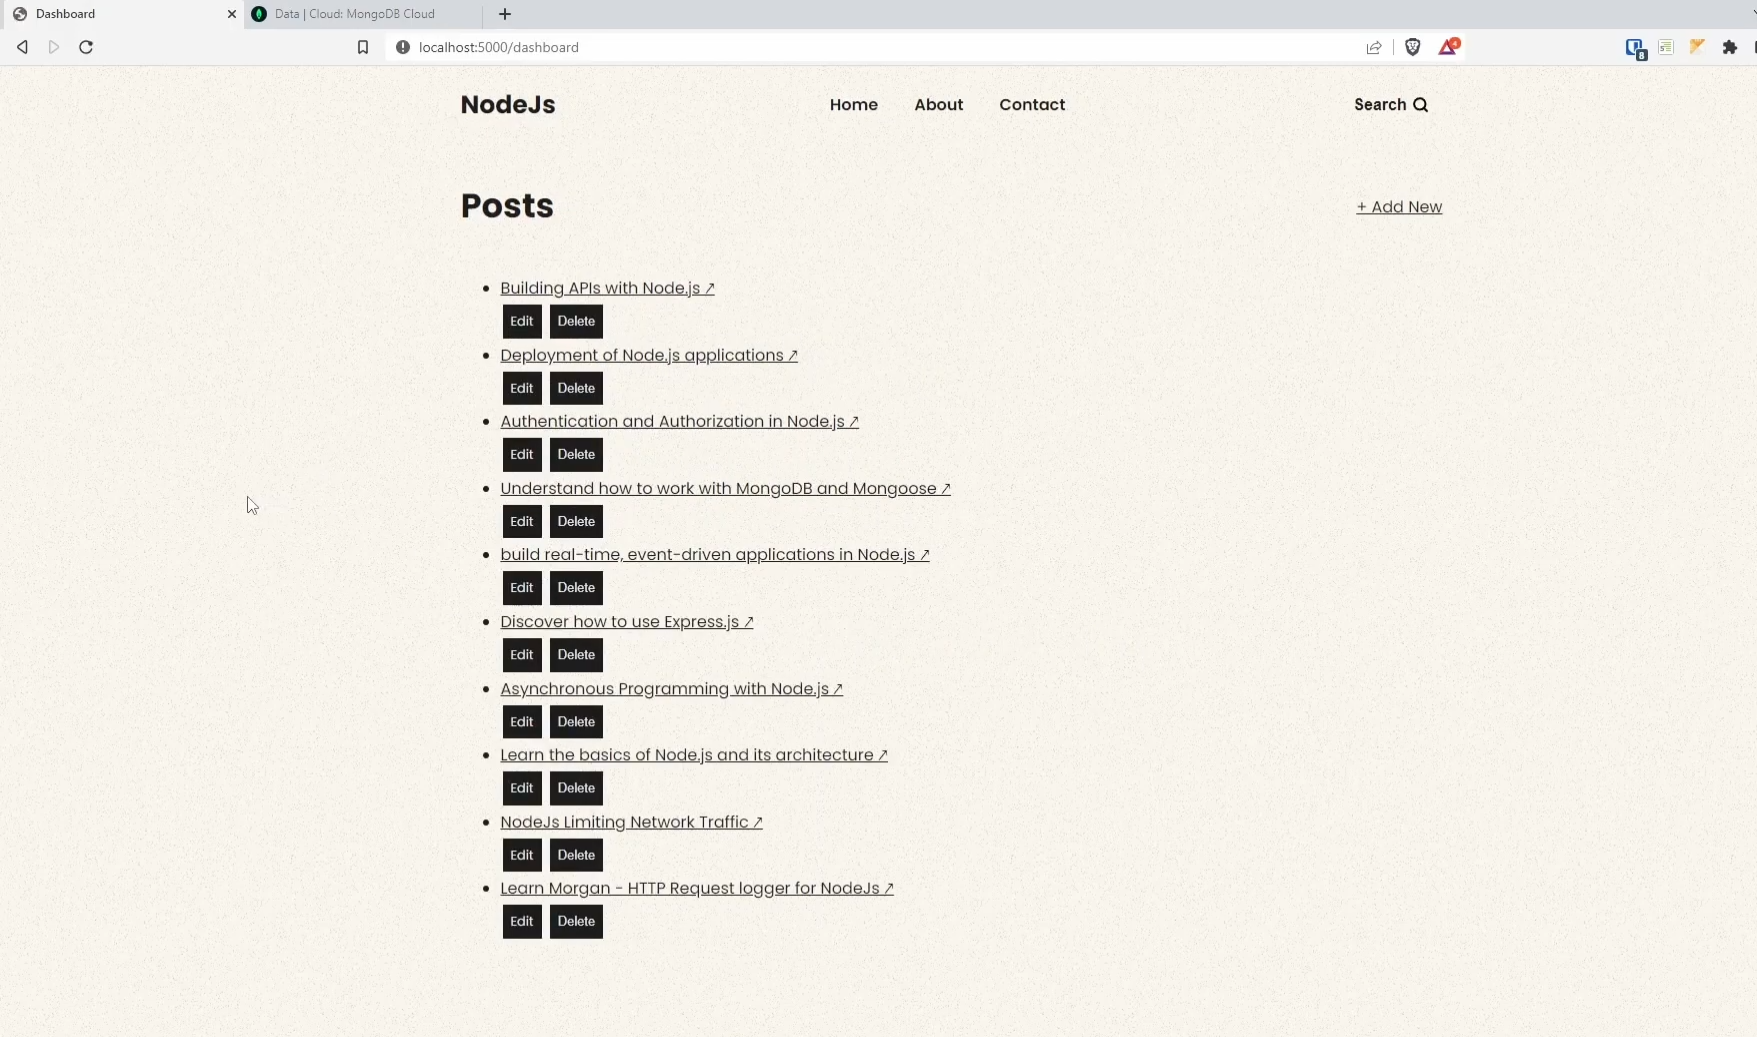 Dashboard
Data | Cloud: MongoDB Cloud
localhost:5000/dashboard
4
8
NodeJs
Home
About
Contact
Search
Posts
+ Add New
Building APIs with Node.js ↗
Edit Delete
Deployment of Node.js applications ↗
Edit Delete
Authentication and Authorization in Node.js ↗
Edit Delete
Understand how to work with MongoDB and Mongoose ↗
Edit Delete
build real-time, event-driven applications in Node.js ↗
Edit Delete
Discover how to use Express.js ↗
Edit Delete
Asynchronous Programming with Node.js ↗
Edit Delete
Learn the basics of Node.js and its architecture ↗
Edit Delete
NodeJs Limiting Network Traffic ↗
Edit Delete
Learn Morgan - HTTP Request logger for NodeJs ↗
Edit Delete